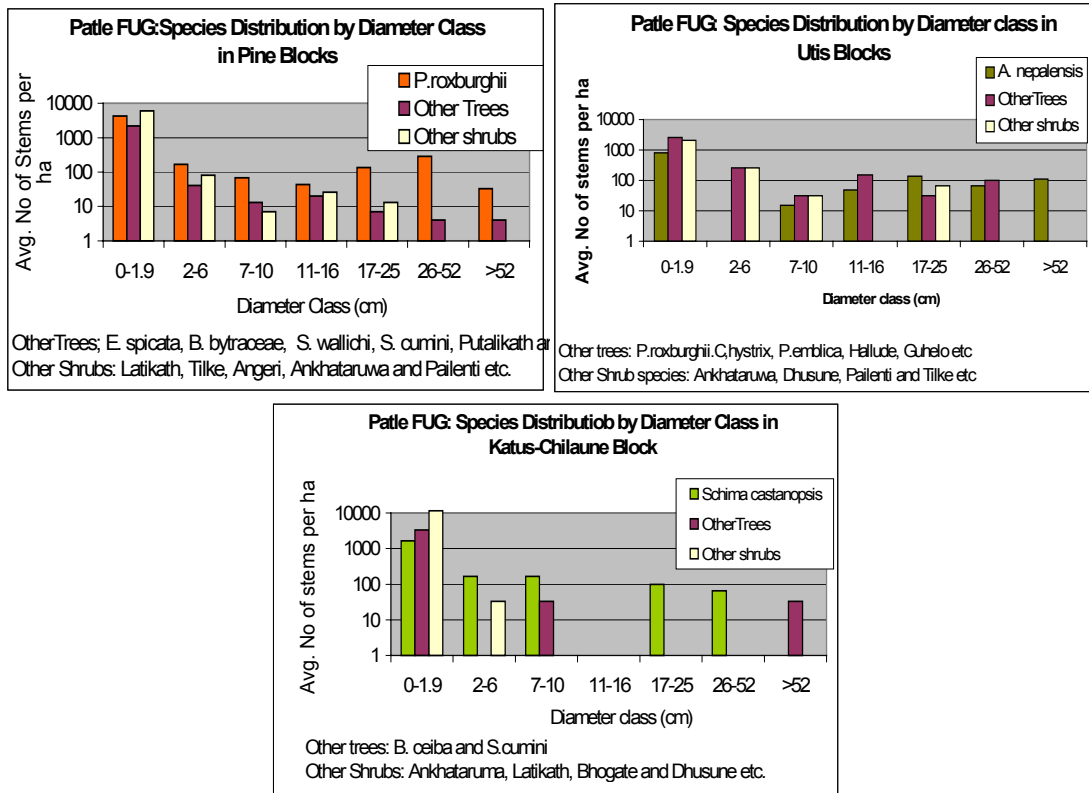 Patle FUG:Species Distribution by Diameter Class
in Pine Blocks
P.roxburghii
Other Trees
Other shrubs
Avg. No of Stems per
ha
10000
1000
100
10
1
0-1.9 2-6 7-10 11-16 17-25 26-52 >52
Diameter Class (cm)
OtherTrees; E. spicata, B. bytraceae, S. wallichi, S. cumini, Putalikath
Other Shrubs: Latikath, Tilke, Angeri, Ankhataruwa and Pailenti etc.
Patle FUG: Species Distribution by Diameter class in
Utis Blocks
A. nepalensis
OtherTrees
Other shrubs
Avg. No of stems per ha
10000
1000
100
10
1
0-1.9 2-6 7-10 11-16 17-25 26-52 >52
Diameter class (cm)
Other trees: P.roxburghii.C,hystrix, P.emblica, Hallude, Guhelo etc
Other Shrub species: Ankhataruwa, Dhusune, Pailenti and Tilke etc
Patle FUG: Species Distributiob by Diameter Class in
Katus-Chilaune Block
Schima castanopsis
OtherTrees
Other shrubs
Avg. No of stems per ha
10000
1000
100
10
1
0-1.9 2-6 7-10 11-16 17-25 26-52 >52
Diameter class (cm)
Other trees: B. ceiba and S.cumini
Other Shrubs: Ankhataruma, Latikath, Bhogate and Dhusune etc.